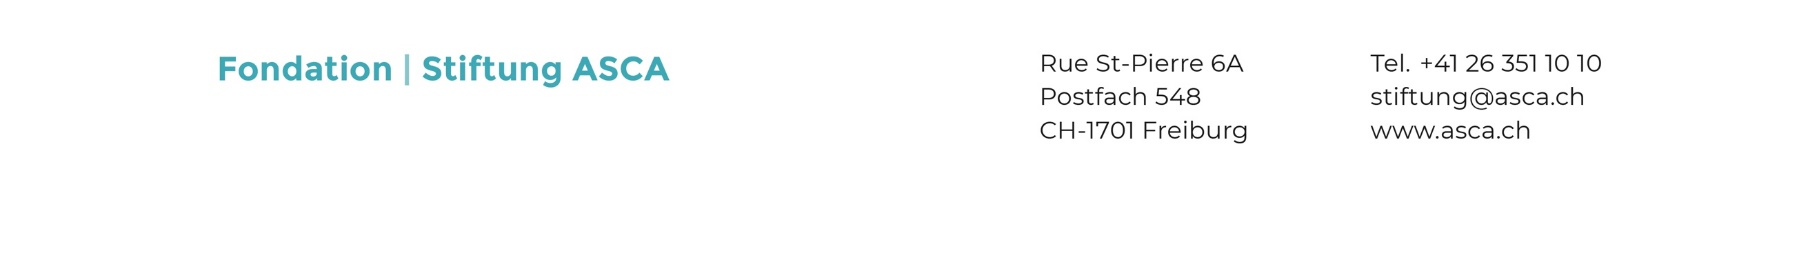 Fondation | Stiftung ASCA
Rue St-Pierre 6A
Postfach 548
CH-1701 Freiburg
Tel. +41 26 351 10 10
stiftung@asca.ch
www.asca.ch